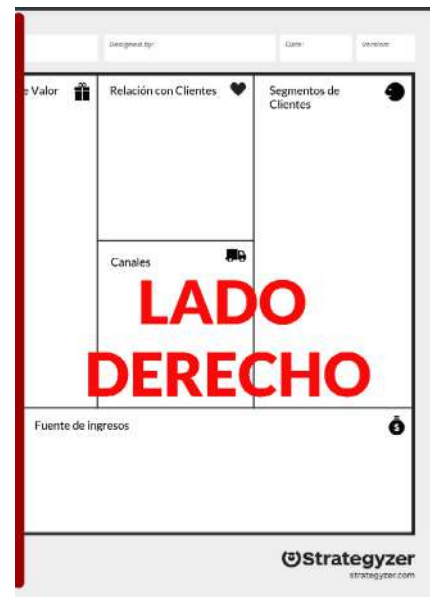 Designed by:
Date:
Version:
e Valor
Relación con Clientes
Segmentos de
Clientes
Canales
LADO
DERECHO
Fuente de ingresos
Strategyzer
strategyzer.com